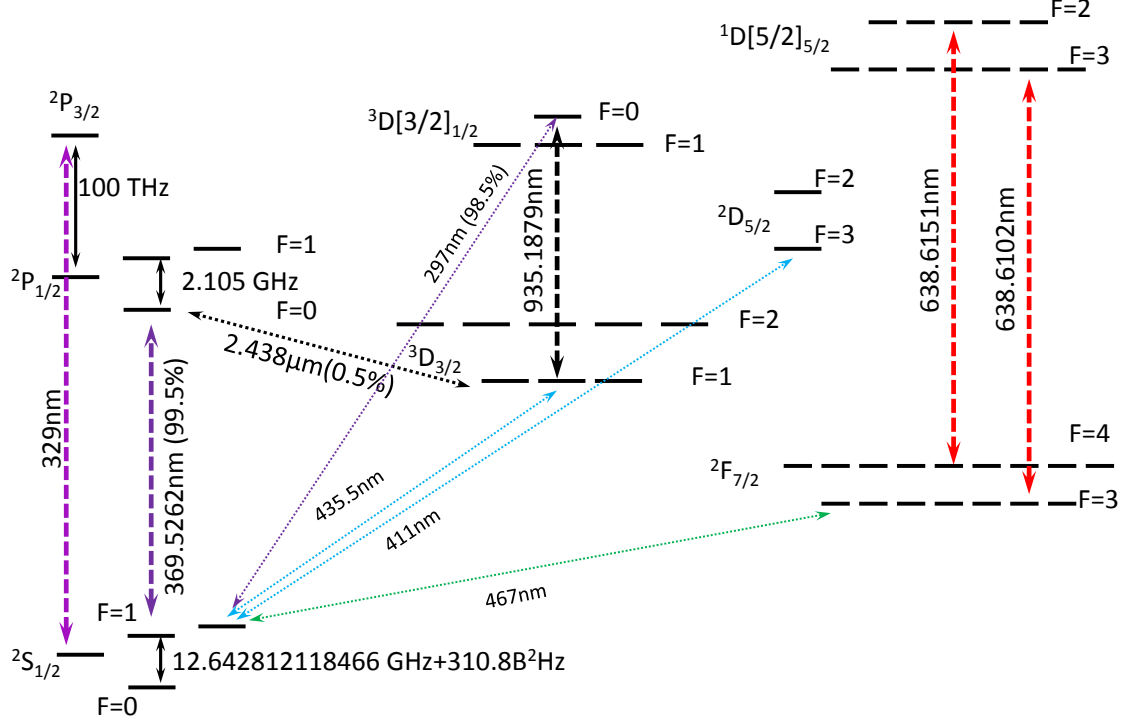 F=2
¹D[5/2]₅/₂
F=3
²P₃/₂
³D[3/2]₁/₂
F=0
F=1
100 THz
297nm (98.5%)
935.1879nm
F=2
²D₅/₂
F=3
638.6151nm
638.6102nm
F=1
²P₁/₂
2.105 GHz
F=0
2.438μm(0.5%)
F=2
³D₃/₂
F=1
329nm
369.5262nm (99.5%)
435.5nm
411nm
F=4
²F₇/₂
F=3
467nm
F=1
²S₁/₂
12.642812118466 GHz+310.8B²Hz
F=0